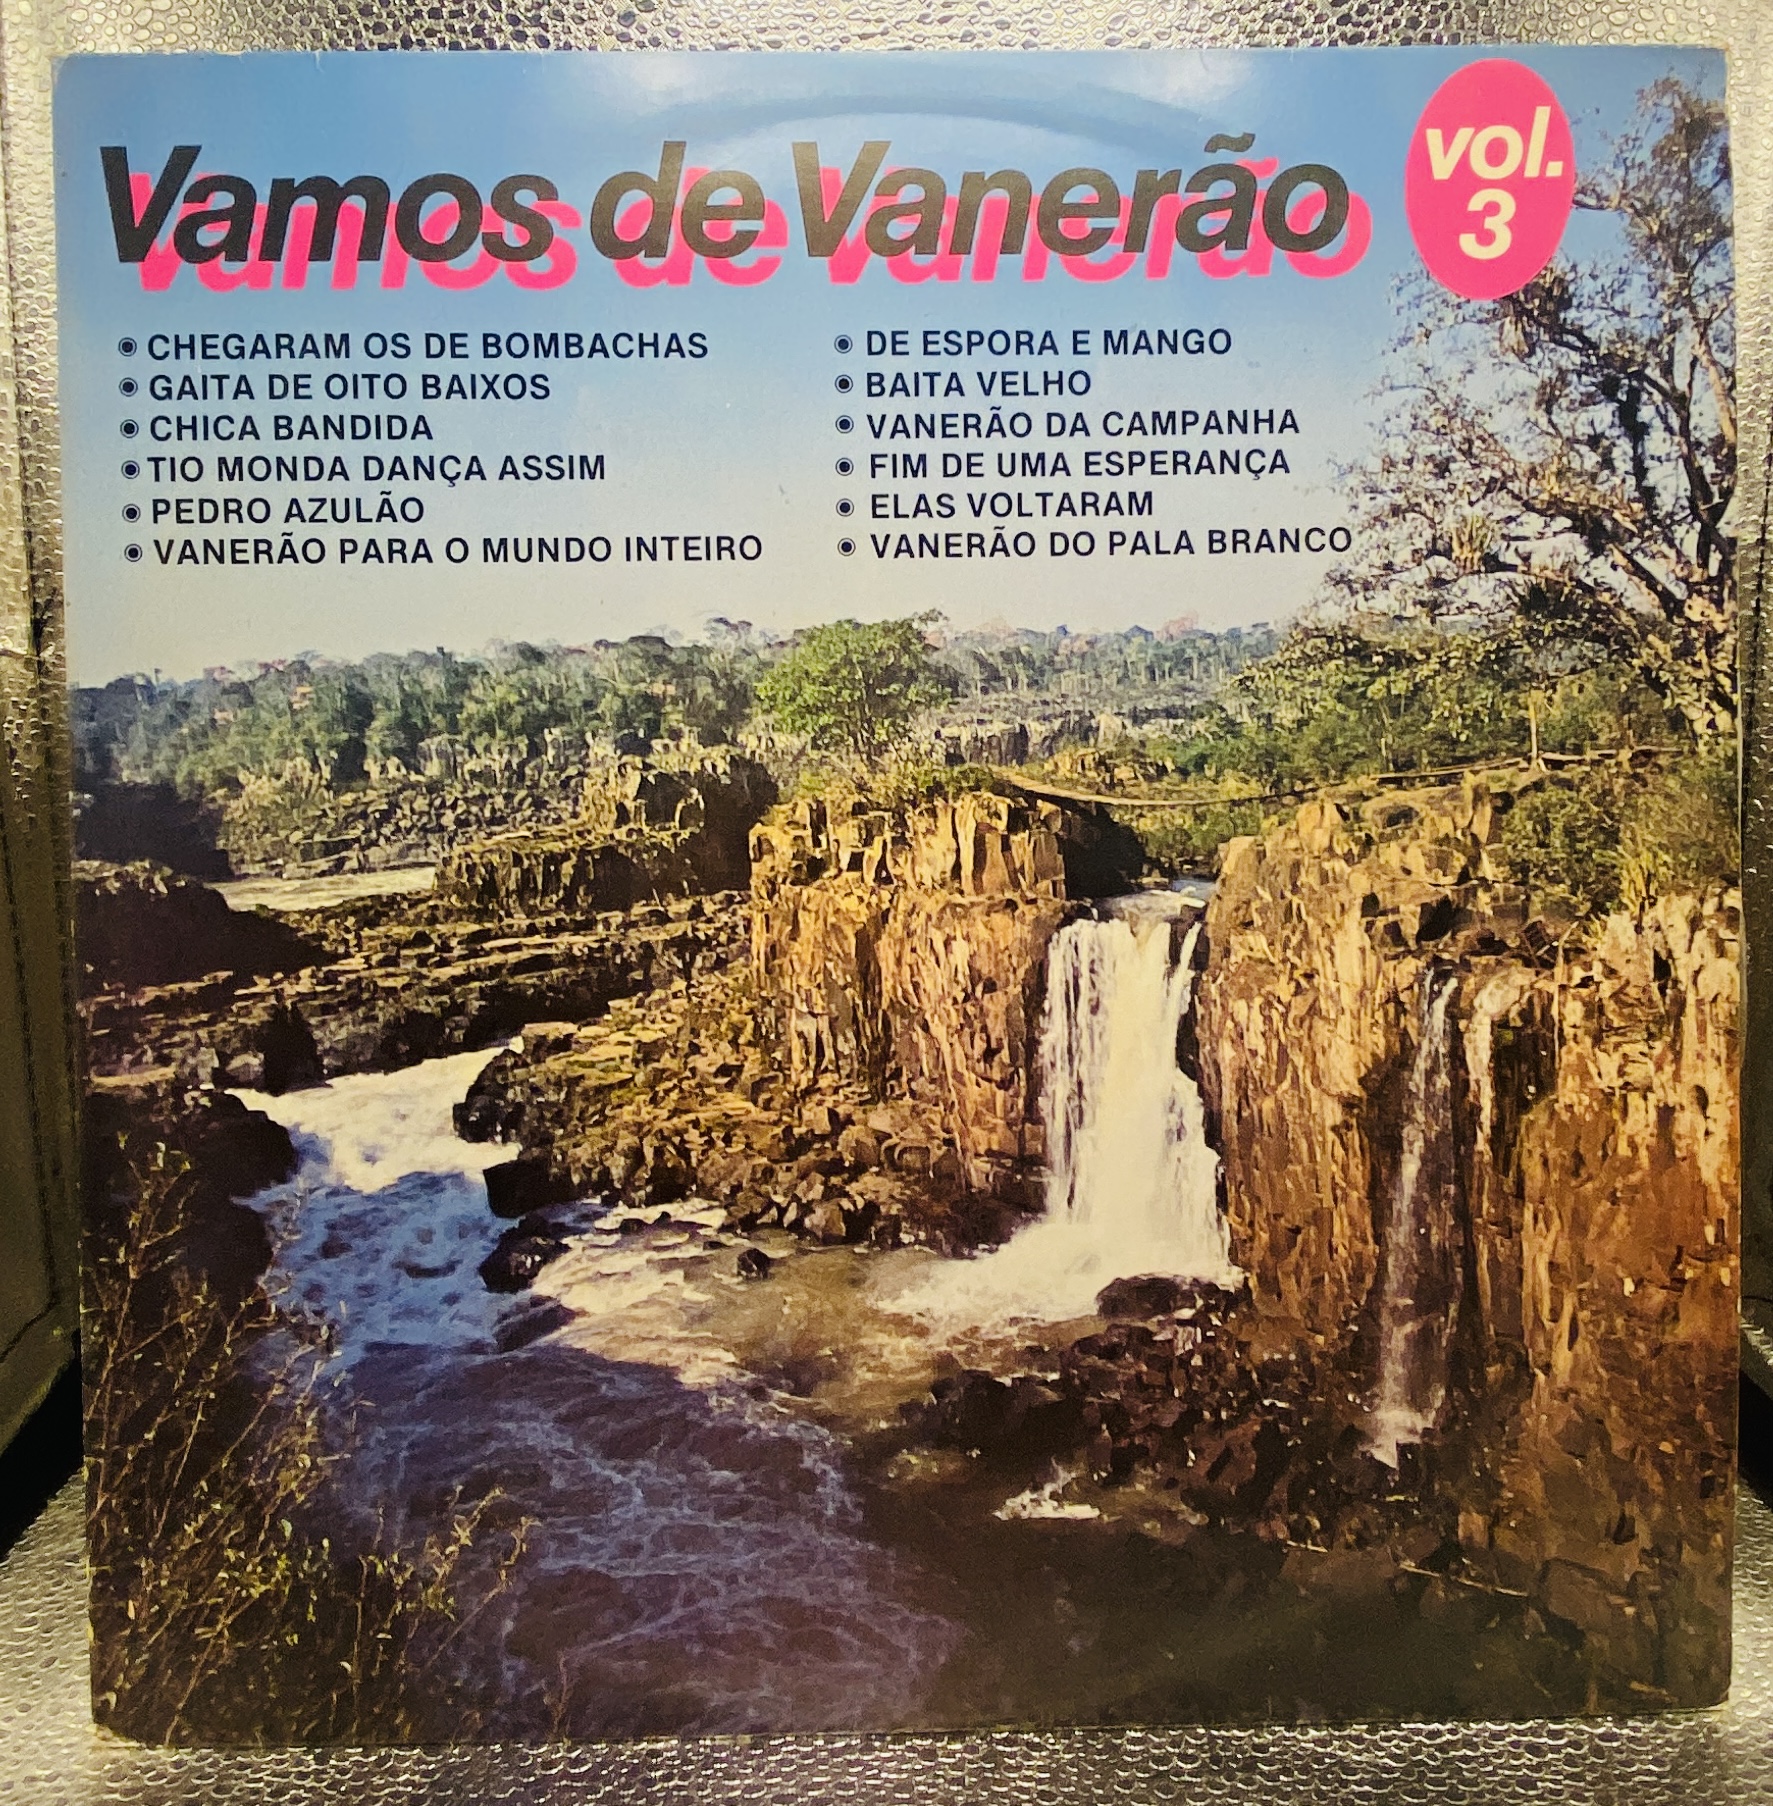 Vamos de Vanerão
vol.
3
CHEGARAM OS DE BOMBACHAS
GAITA DE OITO BAIXOS
CHICA BANDIDA
TIO MONDA DANÇA ASSIM
PEDRO AZULÃO
VANERÃO PARA O MUNDO INTEIRO
DE ESPORA E MANGO
BAITA VELHO
VANERÃO DA CAMPANHA
FIM DE UMA ESPERANÇA
ELAS VOLTARAM
VANERÃO DO PALA BRANCO